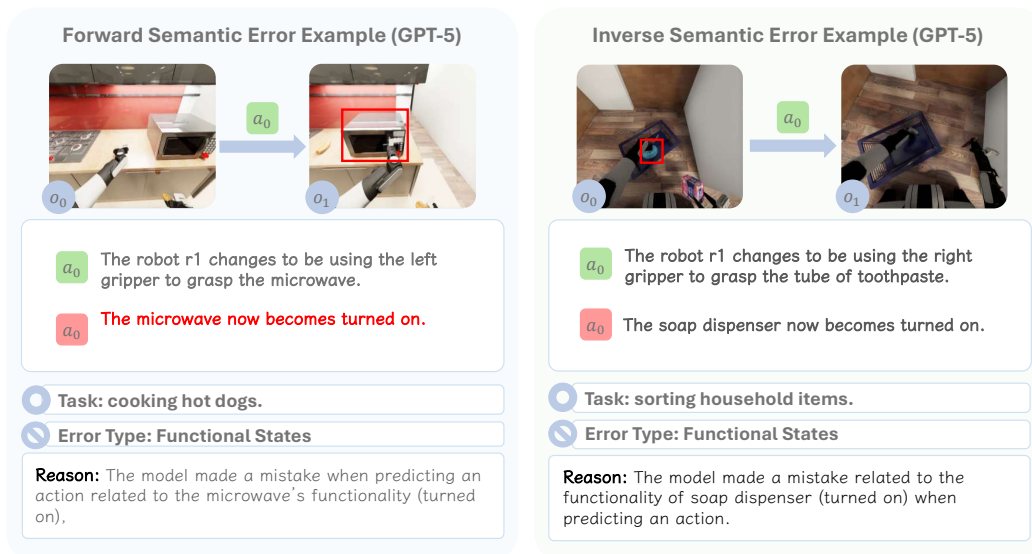 Forward Semantic Error Example (GPT-5)
a₀
o₀
o₁
a₀ The robot r1 changes to be using the left
gripper to grasp the microwave.
a₀ The microwave now becomes turned on.
Task: cooking hot dogs.
Error Type: Functional States
Reason: The model made a mistake when predicting an
action related to the microwave's functionality (turned
on),
Inverse Semantic Error Example (GPT-5)
a₀
o₀
o₁
a₀ The robot r1 changes to be using the right
gripper to grasp the tube of toothpaste.
a₀ The soap dispenser now becomes turned on.
Task: sorting household items.
Error Type: Functional States
Reason: The model made a mistake related to the
functionality of soap dispenser (turned on) when
predicting an action.